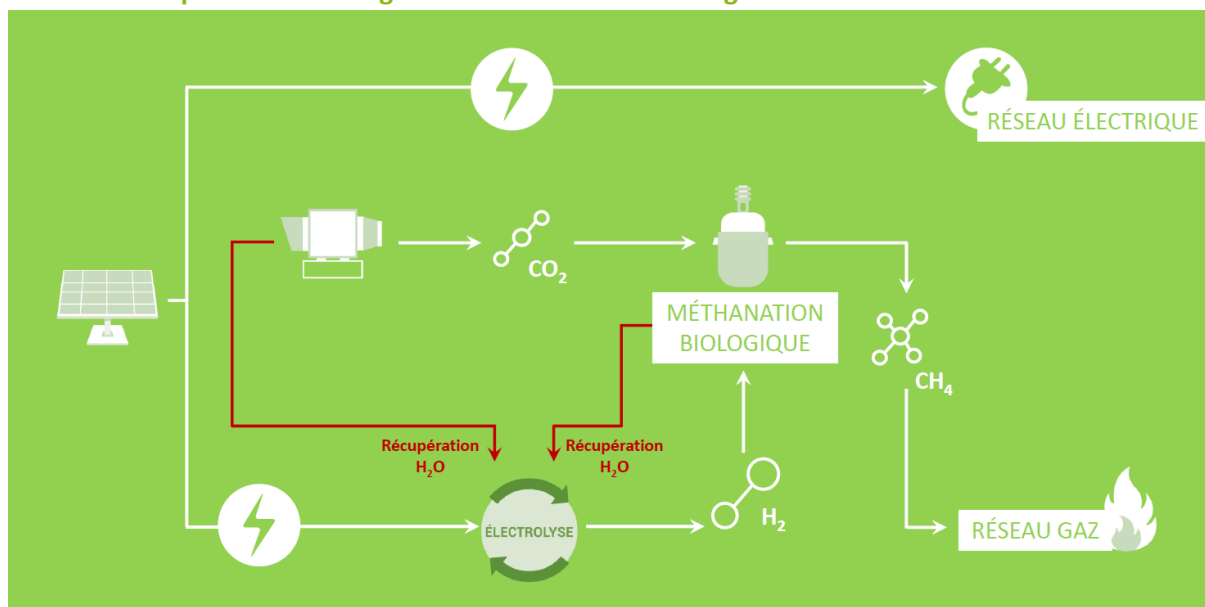 RÉSEAU ÉLECTRIQUE
CO₂
MÉTHANATION
BIOLOGIQUE
CH₄
Récupération
H₂O
Récupération
H₂O
ÉLECTROLYSE
H₂
RÉSEAU GAZ